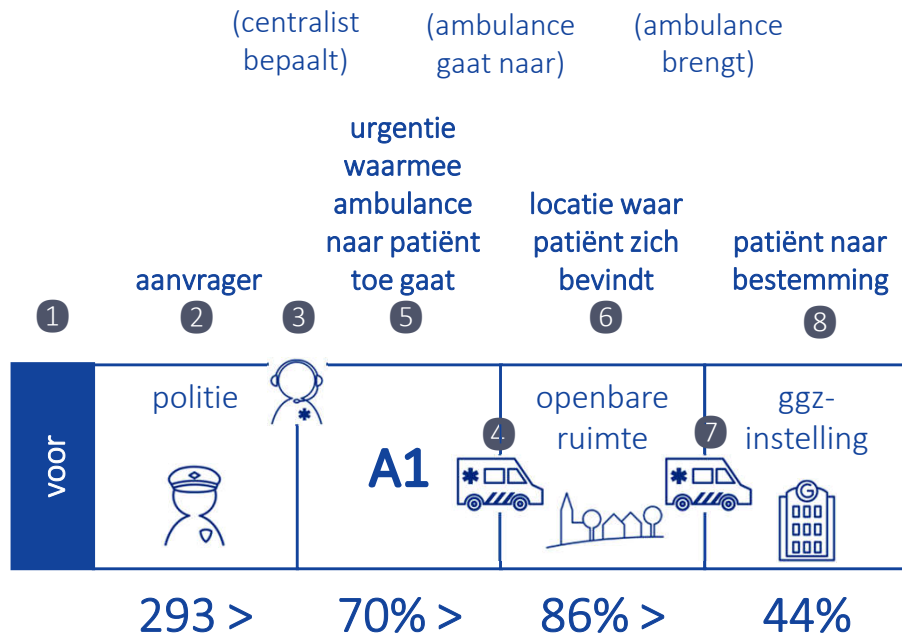 (centralist
bepaalt)
(ambulance
gaat naar)
(ambulance
brengt)
aanvrager
urgentie
waarmee
ambulance
naar patiënt
toe gaat
locatie waar
patiënt zich
bevindt
patiënt naar
bestemming
1
2
3
5
6
8
voor
politie
A1
4
openbare
ruimte
7
ggz-
instelling
G
293 >
70% >
86% >
44%